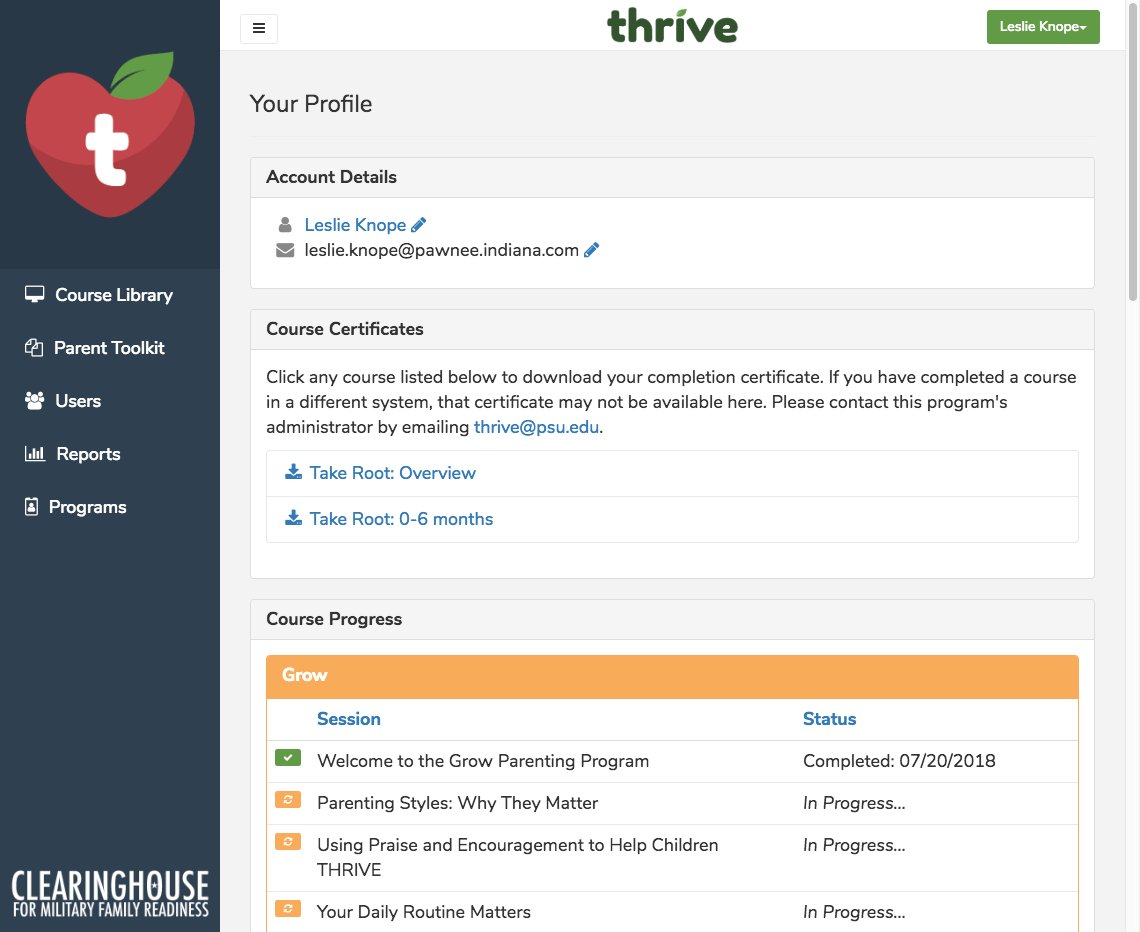 thrive
Leslie Knope
t
Your Profile
Account Details
Leslie Knope
leslie.knope@pawnee.indiana.com
Course Library
Parent Toolkit
Users
Reports
Programs
Course Certificates
Click any course listed below to download your completion certificate. If you have completed a course
in a different system, that certificate may not be available here. Please contact this program's
administrator by emailing thrive@psu.edu.
Take Root: Overview
Take Root: 0-6 months
Course Progress
Grow
Session Status
Welcome to the Grow Parenting Program Completed: 07/20/2018
Parenting Styles: Why They Matter In Progress...
Using Praise and Encouragement to Help Children In Progress...
THRIVE
Your Daily Routine Matters In Progress...
CLEARINGHOUSE
FOR MILITARY FAMILY READINESS